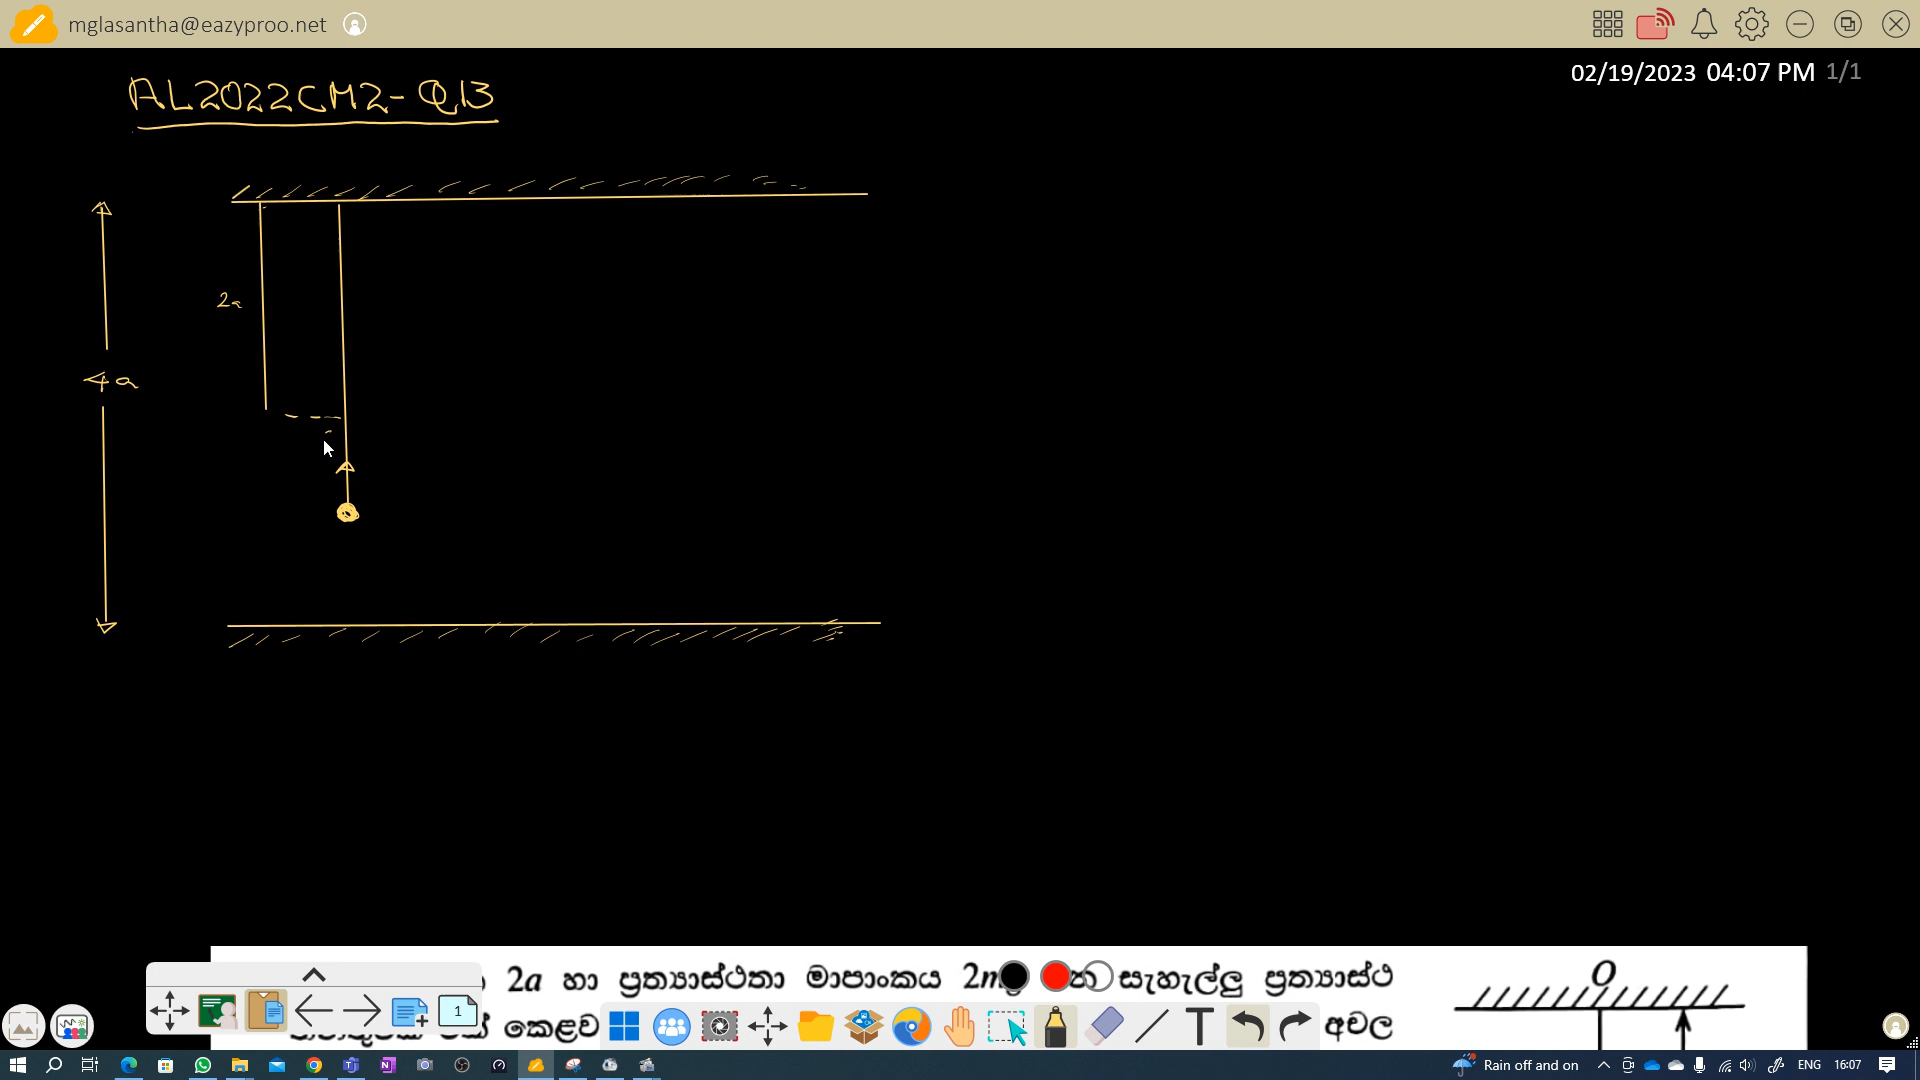 mglasantha@eazyproo.net
02/19/2023 04:07 PM 1/1
AL2022CM2-Q13
2a
4a
2a හා ප්‍රත්‍යාස්ථතා මාපාංකය සැහැල්ලු ප්‍රත්‍යාස්ථ
O
කෙළව අචල
1
T
Rain off and on
ENG
16:07